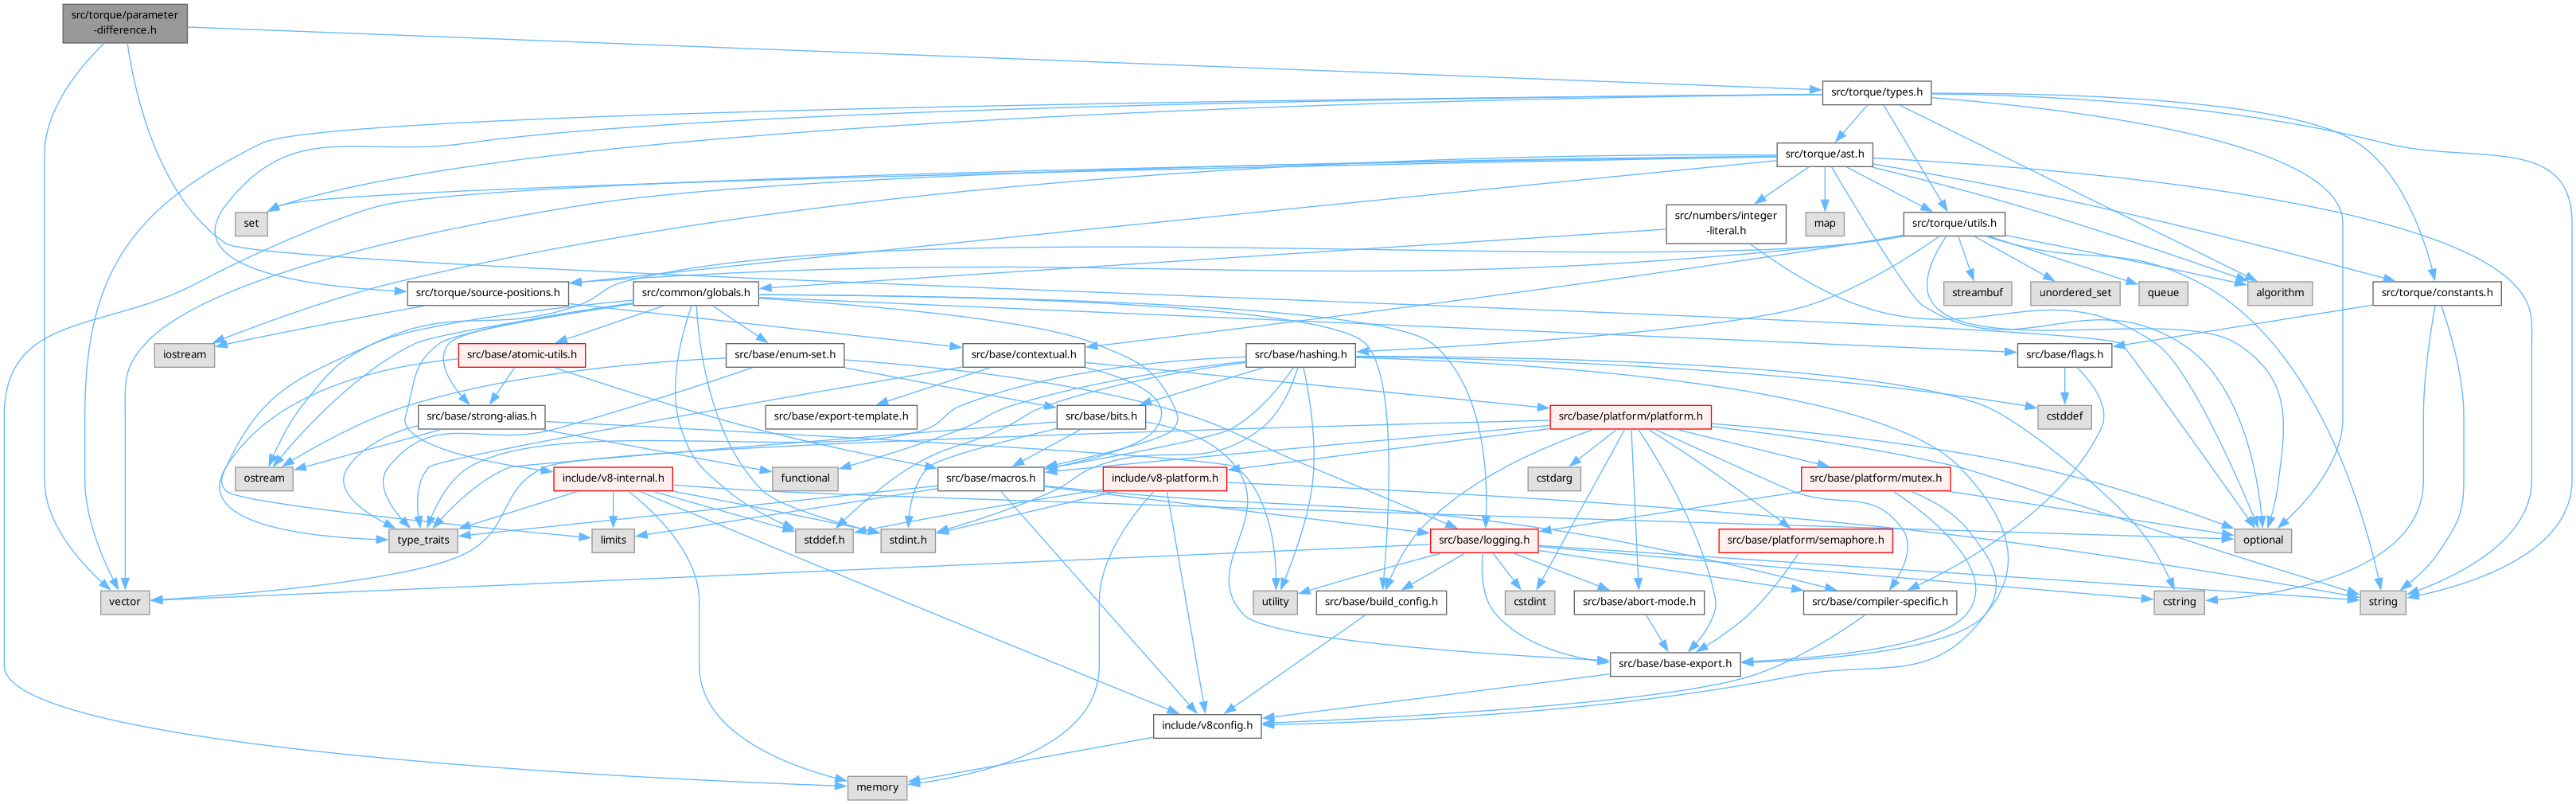 src/torque/parameter
-difference.h
src/torque/types.h
src/torque/ast.h
set
src/numbers/integer
-literal.h
map
src/torque/utils.h
src/torque/source-positions.h
src/common/globals.h
streambuf
unordered_set
queue
algorithm
src/torque/constants.h
iostream
src/base/atomic-utils.h
src/base/enum-set.h
src/base/contextual.h
src/base/hashing.h
src/base/flags.h
src/base/strong-alias.h
src/base/export-template.h
src/base/bits.h
src/base/platform/platform.h
cstddef
ostream
include/v8-internal.h
functional
src/base/macros.h
include/v8-platform.h
cstdarg
src/base/platform/mutex.h
type_traits
limits
stddef.h
stdint.h
src/base/logging.h
src/base/platform/semaphore.h
optional
vector
utility
src/base/build_config.h
cstdint
src/base/abort-mode.h
src/base/compiler-specific.h
cstring
string
src/base/base-export.h
include/v8config.h
memory